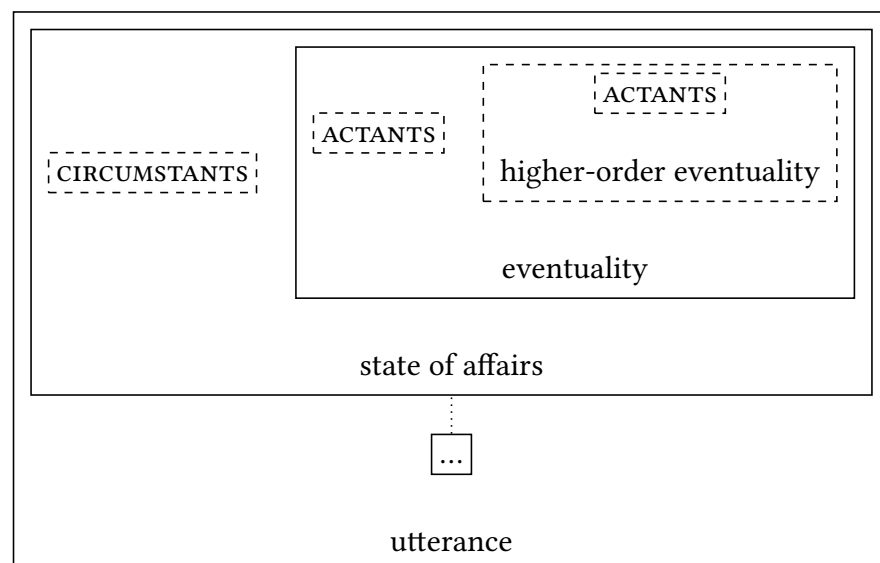 ACTANTS
ACTANTS
CIRCUMSTANTS
higher-order eventuality
eventuality
state of affairs
...
utterance